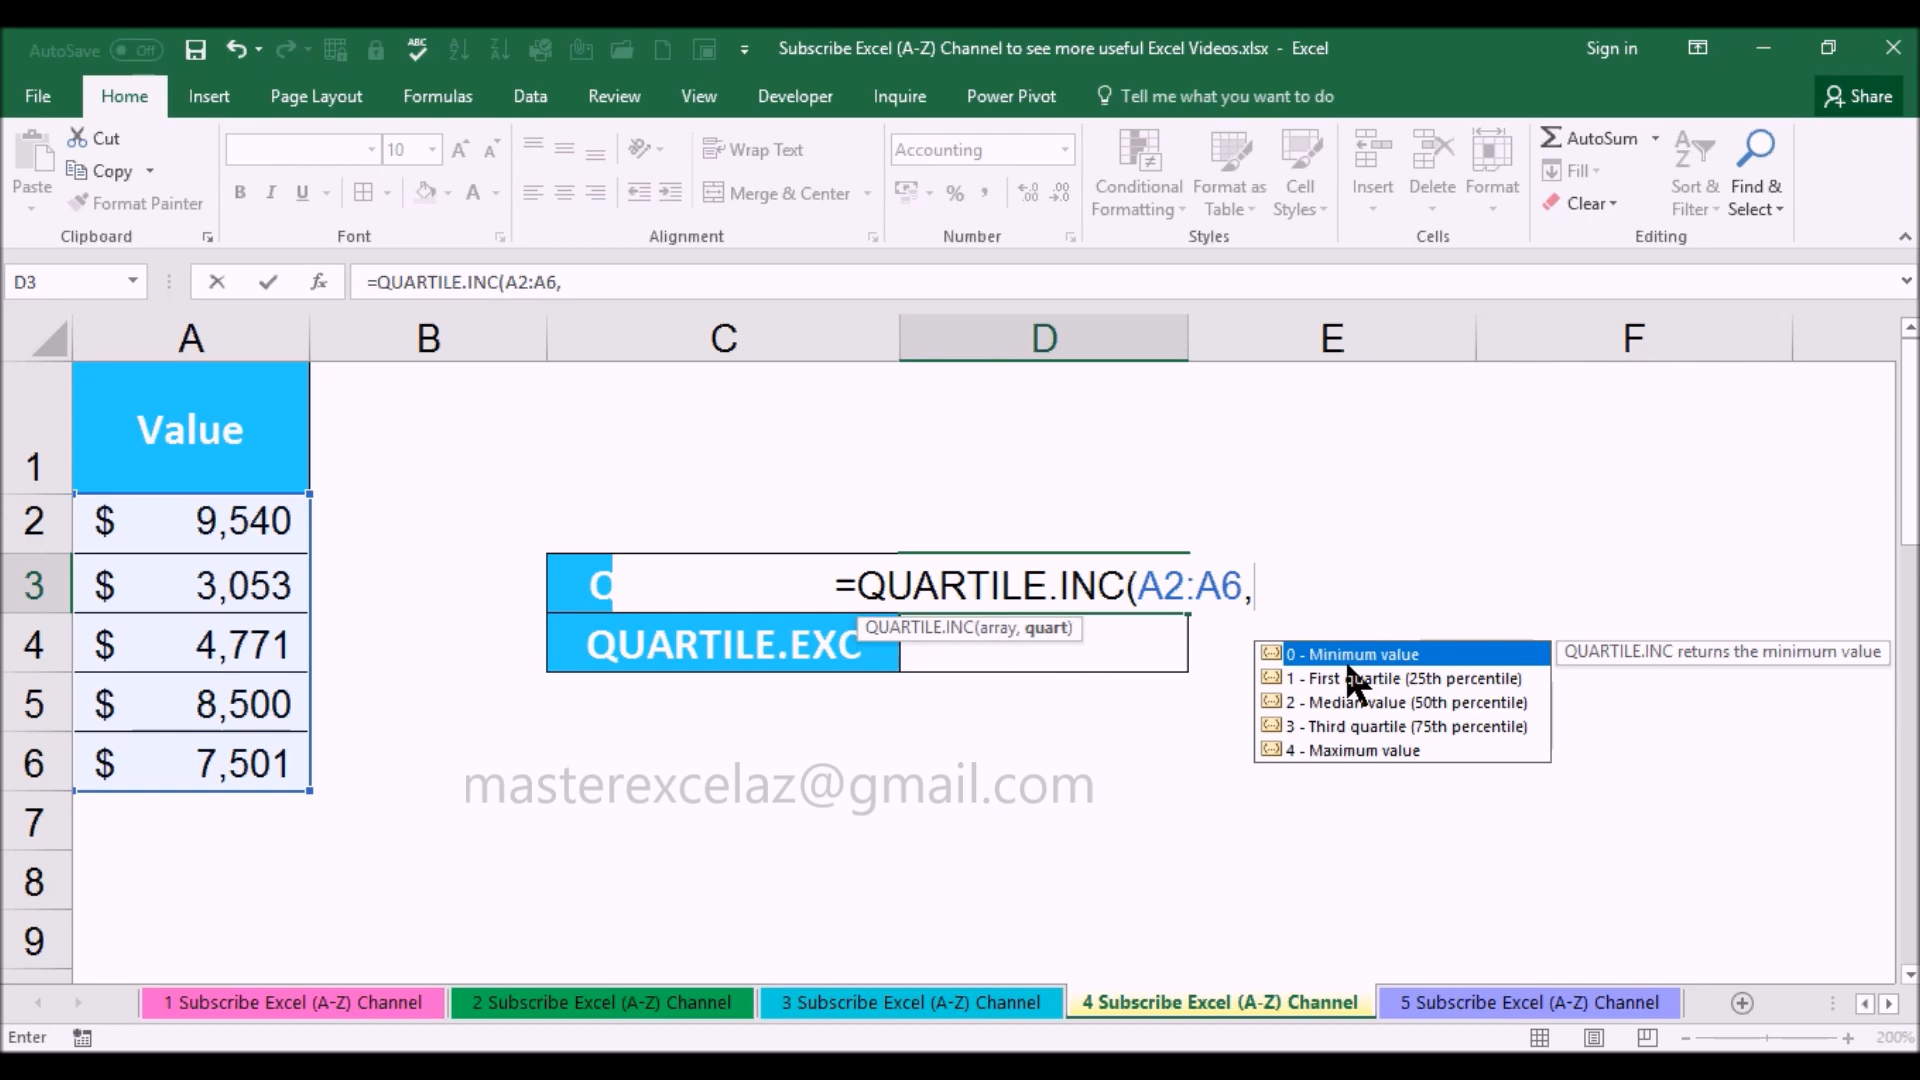 AutoSave Off
ABC
Subscribe Excel (A-Z) Channel to see more useful Excel Videos.xlsx - Excel
Sign in
File Home Insert Page Layout Formulas Data Review View Developer Inquire Power Pivot Tell me what you want to do Share
Paste
Cut
Copy
Format Painter
Clipboard
10
B I U
Font
Wrap Text
Merge & Center
Alignment
Accounting
%
Number
Conditional Formatting
Format as Table
Cell Styles
Styles
Insert
Delete
Format
Cells
AutoSum
Fill
Clear
Sort & Filter
Find & Select
Editing
D3
fx
=QUARTILE.INC(A2:A6,
A B C D E F
1 Value
2 $ 9,540
3 $ 3,053 Q =QUARTILE.INC(A2:A6,
4 $ 4,771 QUARTILE.EXC
QUARTILE.INC(array, quart)
0 - Minimum value
QUARTILE.INC returns the minimum value
1 - First quartile (25th percentile)
2 - Median value (50th percentile)
3 - Third quartile (75th percentile)
4 - Maximum value
5 $ 8,500
6 $ 7,501
masterexcelaz@gmail.com
7
8
9
1 Subscribe Excel (A-Z) Channel
2 Subscribe Excel (A-Z) Channel
3 Subscribe Excel (A-Z) Channel
4 Subscribe Excel (A-Z) Channel
5 Subscribe Excel (A-Z) Channel
Enter
200%